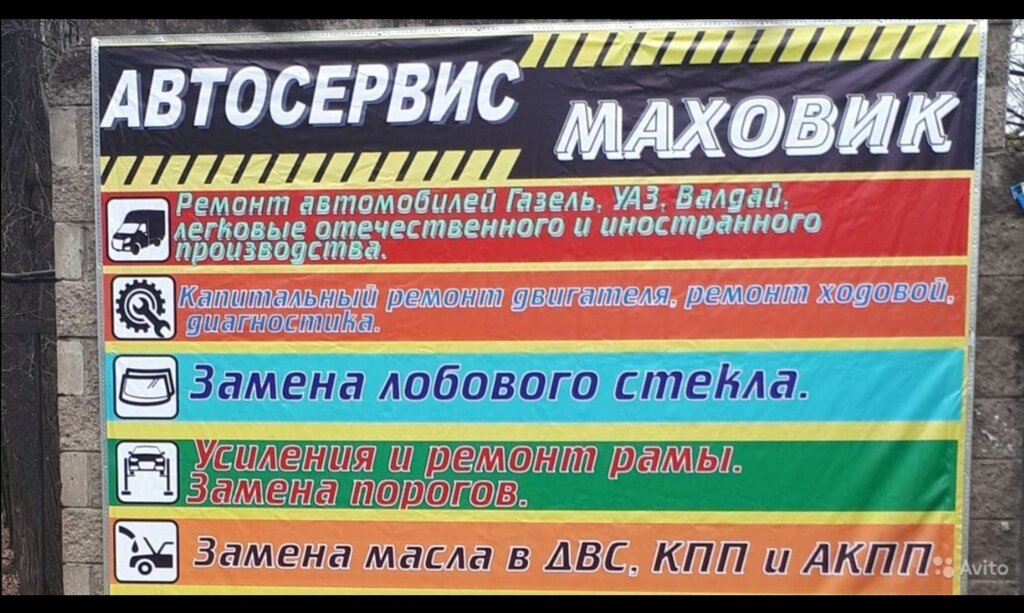 АВТОСЕРВИС
МАХОВИК
Ремонт автомобилей Газель, УАЗ, Валдай,
легковые отечественного и иностранного
производства.
Капитальный ремонт двигателя, ремонт ходовой,
диагностика.
Замена лобового стекла.
Усиления и ремонт рамы.
Замена порогов.
Замена масла в ДВС, КПП и АКПП
Avito